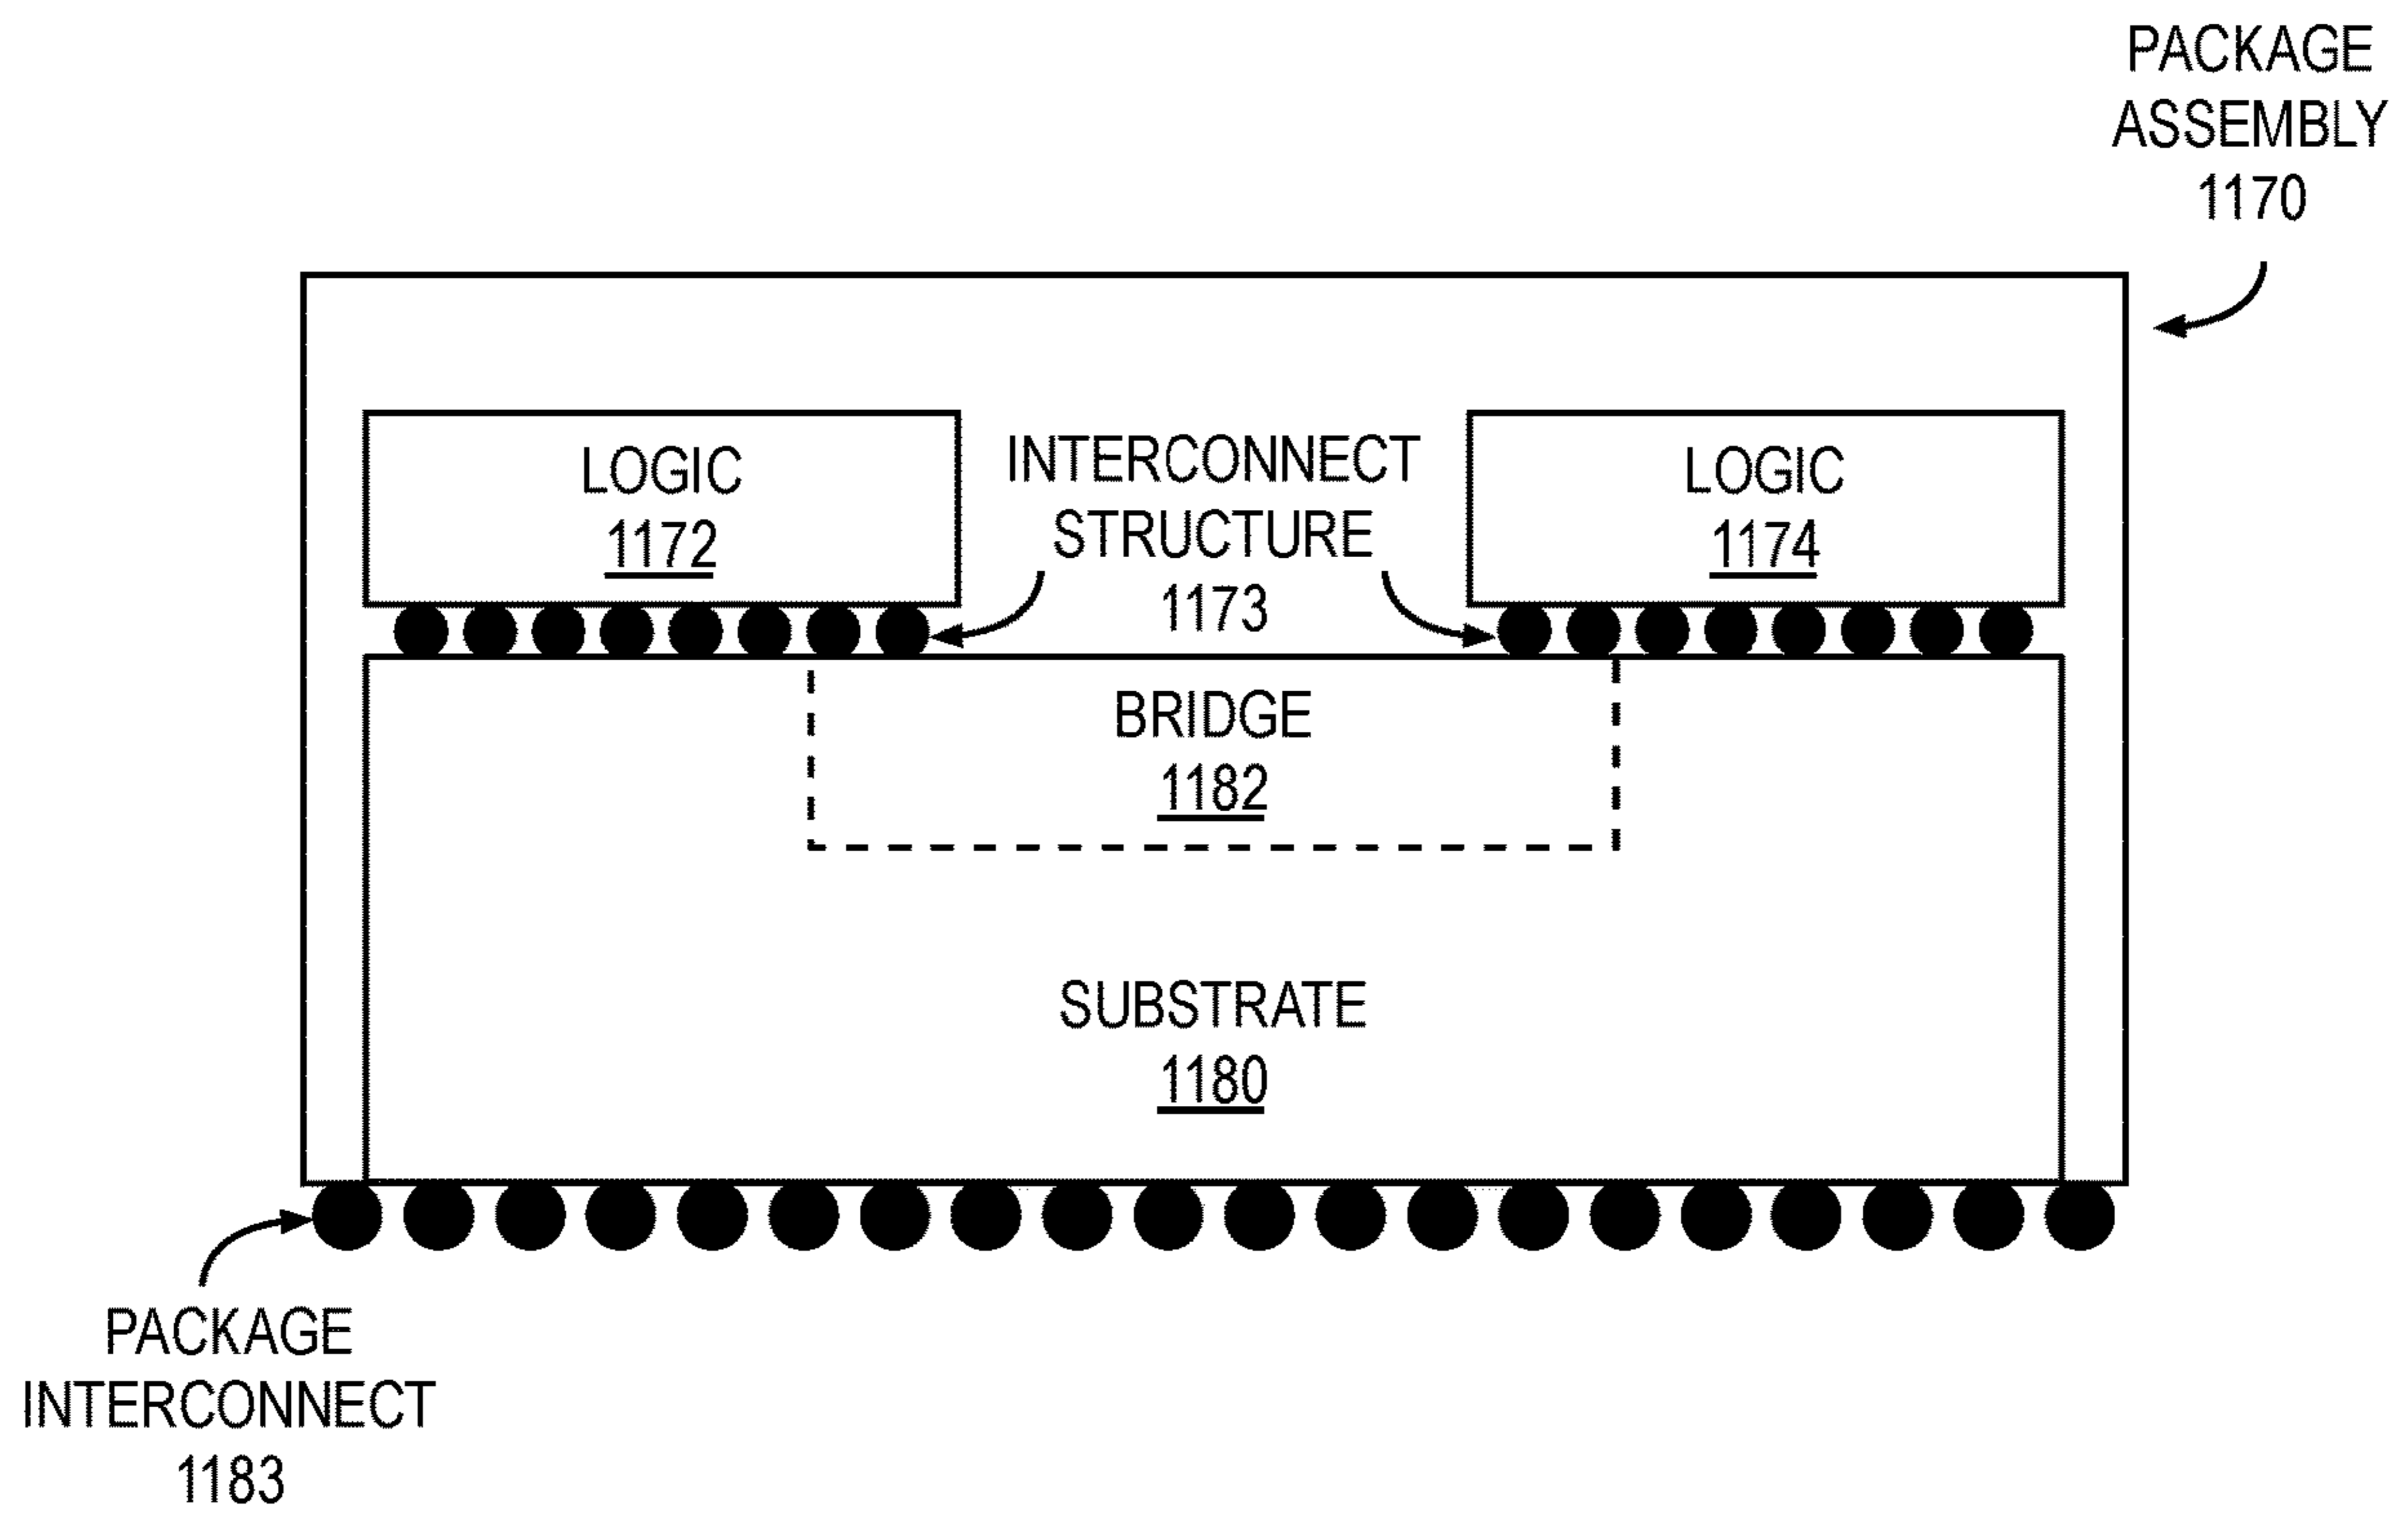 PACKAGE
ASSEMBLY
1170
LOGIC
1172
INTERCONNECT
STRUCTURE
1173
LOGIC
1174
BRIDGE
1182
SUBSTRATE
1180
PACKAGE
INTERCONNECT
1183